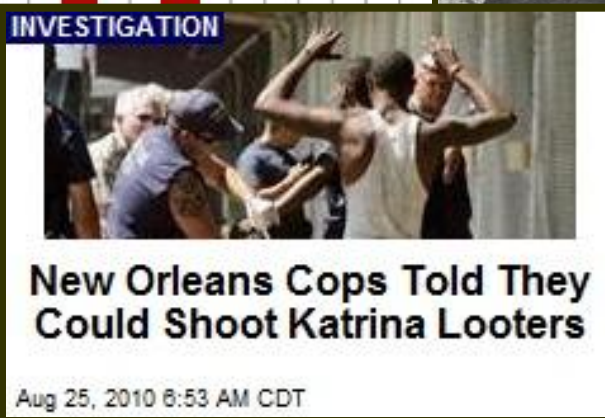 INVESTIGATION
New Orleans Cops Told They
Could Shoot Katrina Looters
Aug 25, 2010 6:53 AM CDT